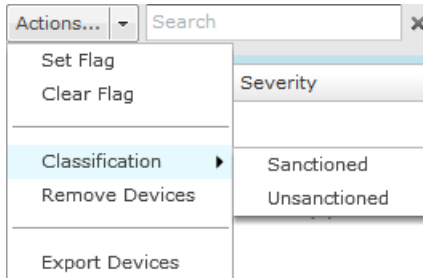 Actions... Search
Set Flag
Clear Flag
Severity
Classification
Sanctioned
Remove Devices
Unsanctioned
Export Devices